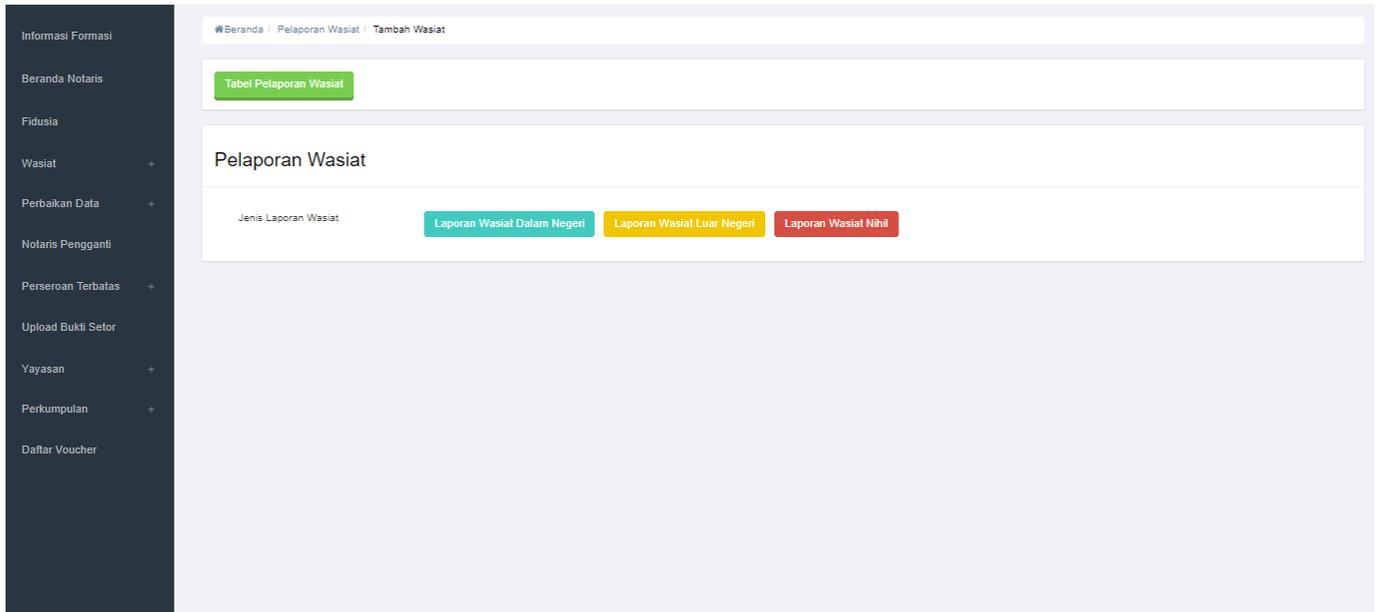 Informasi Formasi
Beranda Notaris
Fidusia
Wasiat +
Perbaikan Data +
Notaris Pengganti
Perseroan Terbatas +
Upload Bukti Setor
Yayasan +
Perkumpulan +
Daftar Voucher
Beranda / Pelaporan Wasiat / Tambah Wasiat
Tabel Pelaporan Wasiat
Pelaporan Wasiat
Jenis Laporan Wasiat Laporan Wasiat Dalam Negeri Laporan Wasiat Luar Negeri Laporan Wasiat Nihil